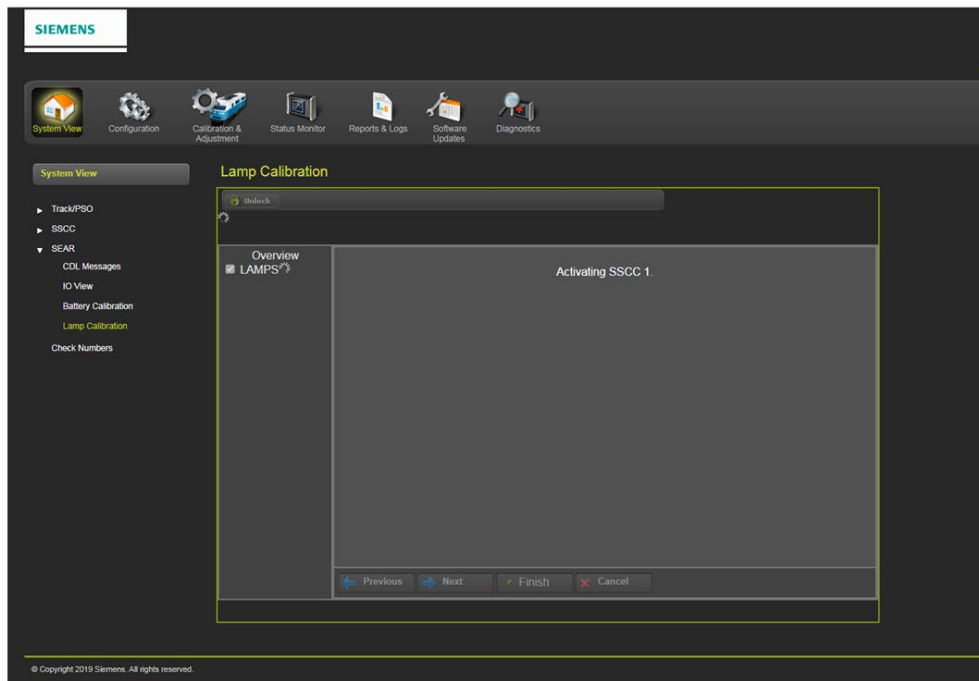 SIEMENS
System View
Configuration
Calibration &
Adjustment
Status Monitor
Reports & Logs
Software
Updates
Diagnostics
System View
Track/PSO
SSCC
SEAR
CDL Messages
IO View
Battery Calibration
Lamp Calibration
Check Numbers
Lamp Calibration
Unlock
Overview
LAMPS
Activating SSCC 1.
Previous
Next
Finish
Cancel
© Copyright 2019 Siemens. All rights reserved.